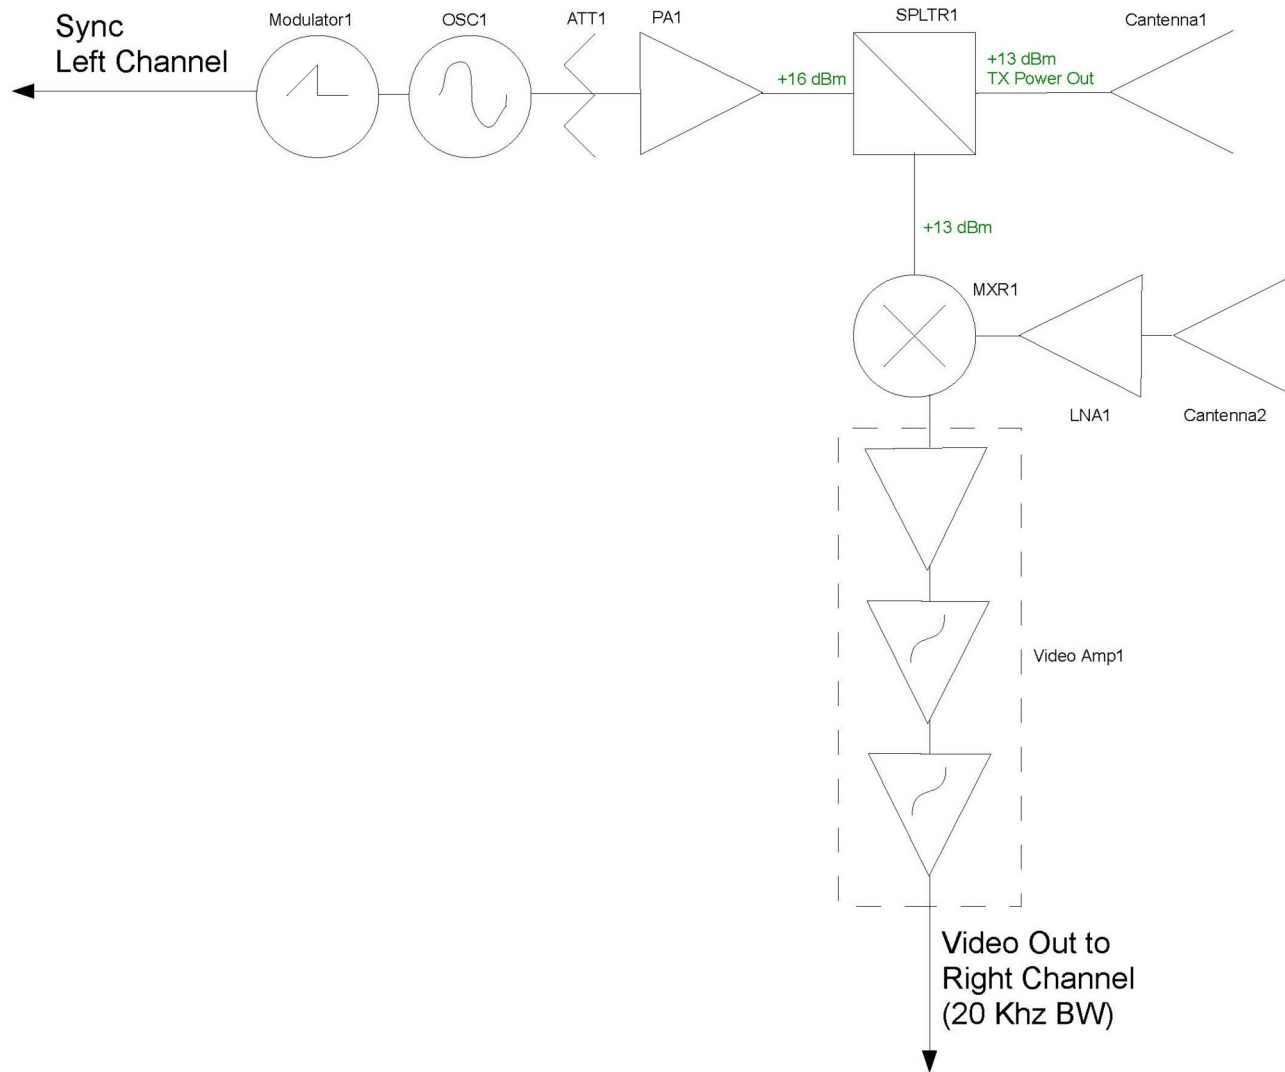 Sync
Left Channel
Modulator1
OSC1
ATT1
PA1
SPLTR1
Cantenna1
+16 dBm
+13 dBm
TX Power Out
+13 dBm
MXR1
LNA1
Cantenna2
Video Amp1
Video Out to
Right Channel
(20 Khz BW)